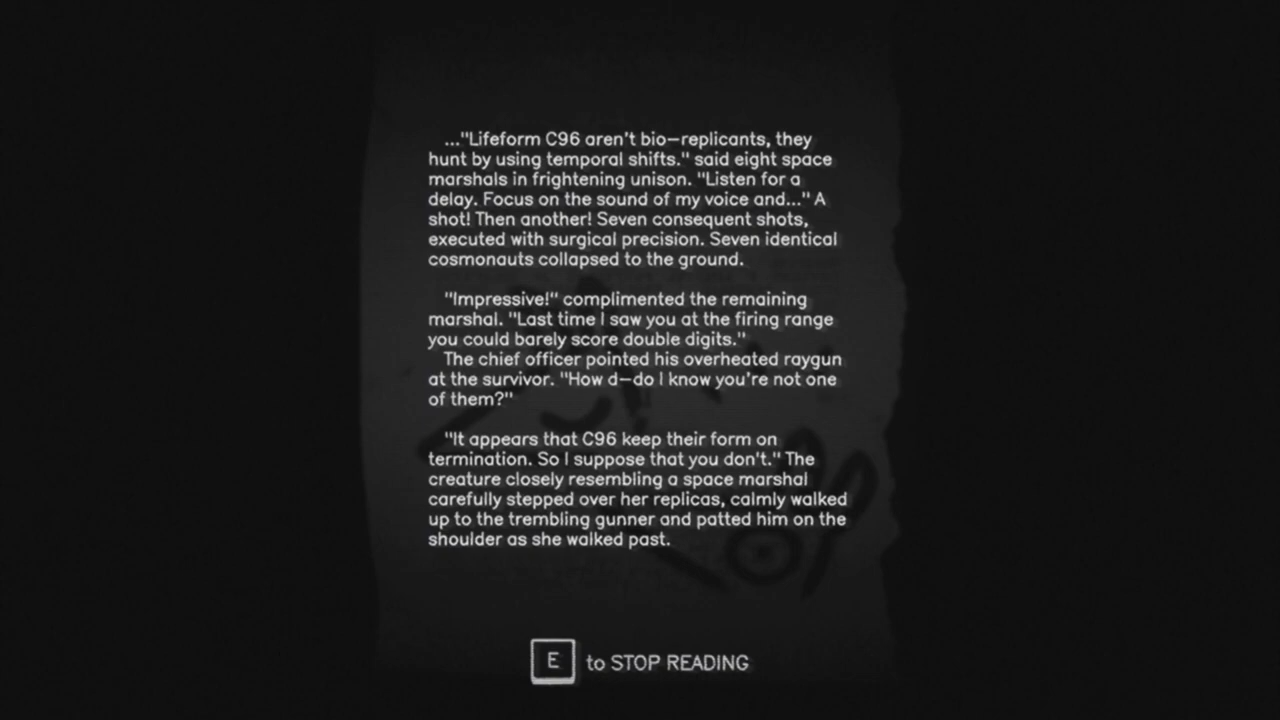 ..."Lifeform C96 aren't bio—replicants, they
hunt by using temporal shifts." said eight space
marshals in frightening unison. "Listen for a
delay. Focus on the sound of my voice and..." A
shot! Then another! Seven consequent shots,
executed with surgical precision. Seven identical
cosmonauts collapsed to the ground.
"Impressive!" complimented the remaining
marshal. "Last time I saw you at the firing range
you could barely score double digits."
The chief officer pointed his overheated raygun
at the survivor. "How d—do I know you're not one
of them?"
"It appears that C96 keep their form on
termination. So I suppose that you don't." The
creature closely resembling a space marshal
carefully stepped over her replicas, calmly walked
up to the trembling gunner and patted him on the
shoulder as she walked past.
E to STOP READING